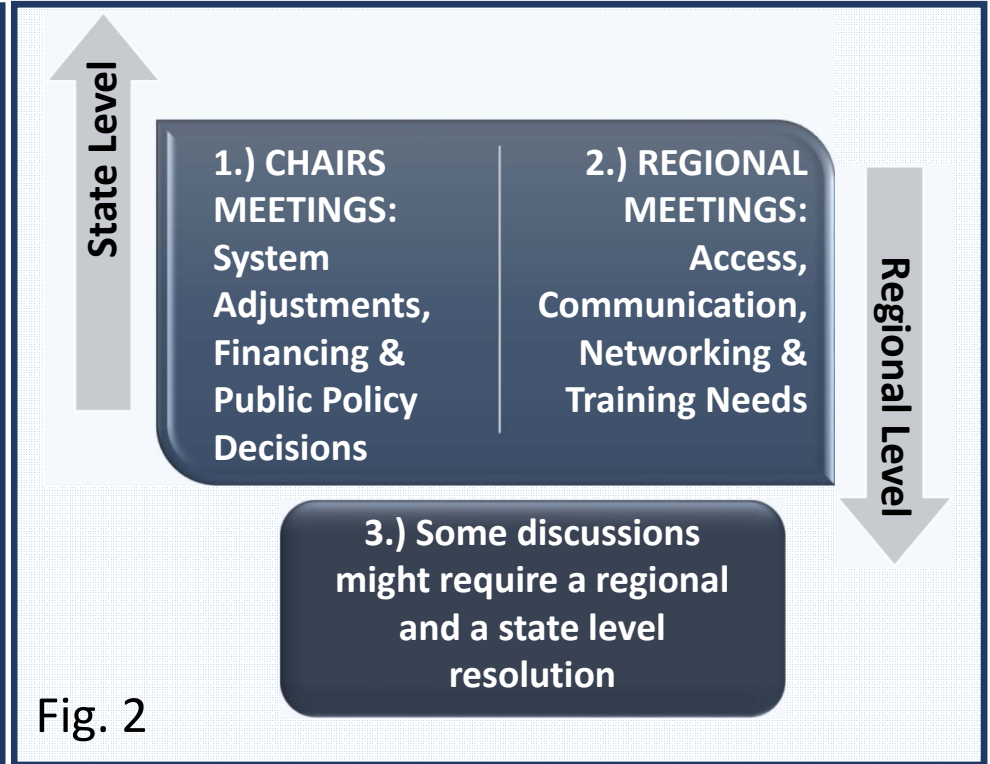 State Level
1.) CHAIRS
MEETINGS:
System
Adjustments,
Financing &
Public Policy
Decisions
2.) REGIONAL
MEETINGS:
Access,
Communication,
Networking &
Training Needs
Regional Level
3.) Some discussions
might require a regional
and a state level
resolution
Fig. 2